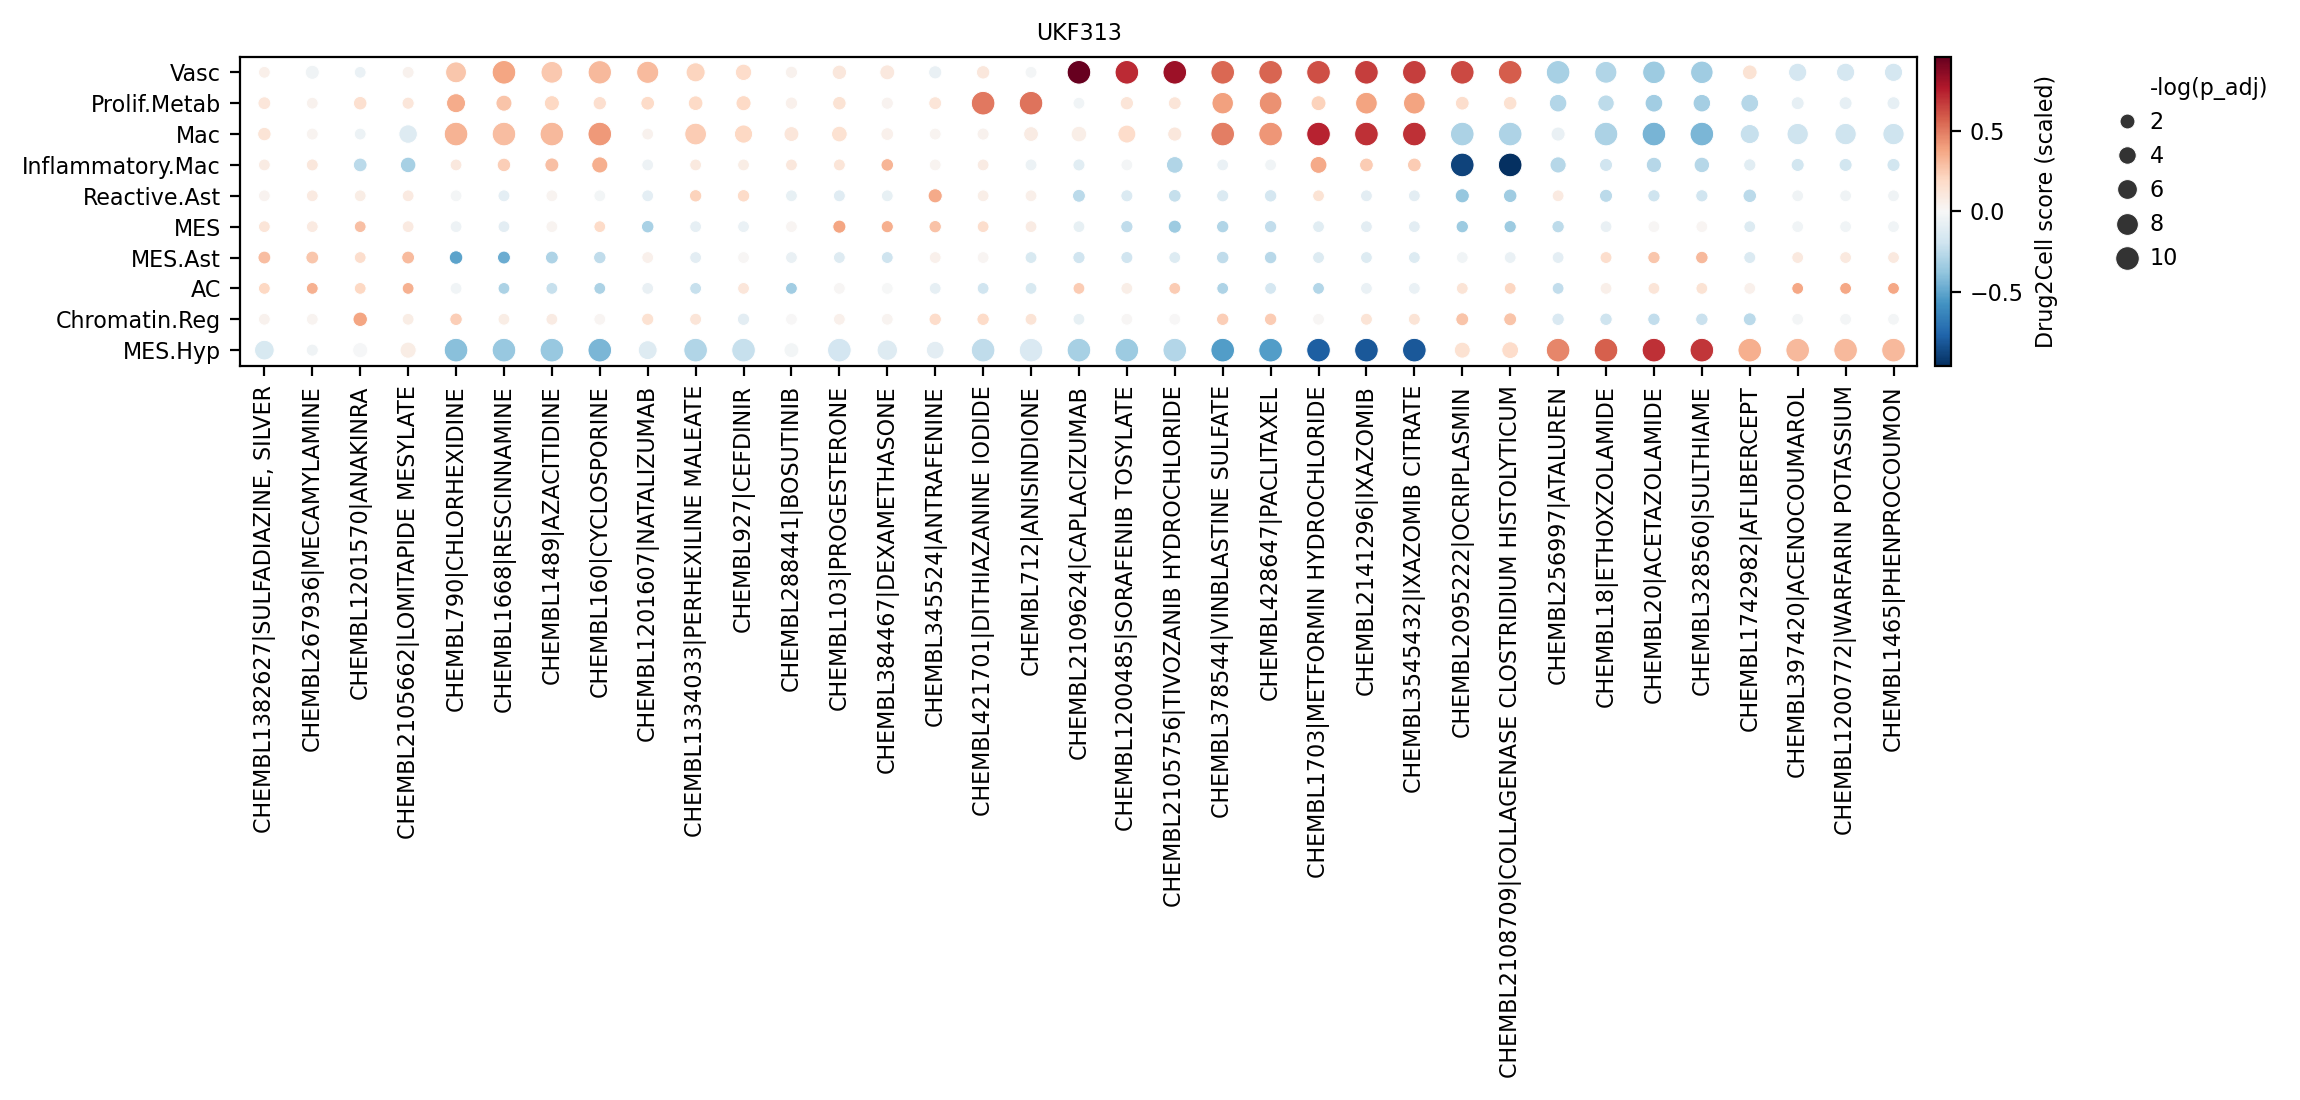 UKF313
Vasc
Prolif.Metab
Mac
Inflammatory.Mac
Reactive.Ast
MES
MES.Ast
AC
Chromatin.Reg
MES.Hyp
CHEMBL1382627|SULFADIAZINE, SILVER
CHEMBL267936|MECAMYLAMINE
CHEMBL1201570|ANAKINRA
CHEMBL2105662|LOMITAPIDE MESYLATE
CHEMBL790|CHLORHEXIDINE
CHEMBL1668|RESCINNAMINE
CHEMBL1489|AZACITIDINE
CHEMBL160|CYCLOSPORINE
CHEMBL1201607|NATALIZUMAB
CHEMBL1334033|PERHEXILINE MALEATE
CHEMBL927|CEFDINIR
CHEMBL288441|BOSUTINIB
CHEMBL103|PROGESTERONE
CHEMBL384467|DEXAMETHASONE
CHEMBL345524|ANTRAFENINE
CHEMBL4217701|DITHIAZANINE IODIDE
CHEMBL712|ANISINDIONE
CHEMBL2109624|CAPLACIZUMAB
CHEMBL1200485|SORAFENIB TOSYLATE
CHEMBL2105756|TIVOZANIB HYDROCHLORIDE
CHEMBL378544|VINBLASTINE SULFATE
CHEMBL428647|PACLITAXEL
CHEMBL1703|METFORMIN HYDROCHLORIDE
CHEMBL2141296|IXAZOMIB
CHEMBL3545432|IXAZOMIB CITRATE
CHEMBL2095222|OCRIPLASMIN
CHEMBL2108709|COLLAGENASE CLOSTRIDIUM HISTOLYTICUM
CHEMBL256997|ATALUREN
CHEMBL18|ETHOXZOLAMIDE
CHEMBL20|ACETAZOLAMIDE
CHEMBL328560|SULTHIAME
CHEMBL1742982|AFLIBERCEPT
CHEMBL397420|ACENOCOUMAROL
CHEMBL1200772|WARFARIN POTASSIUM
CHEMBL1465|PHENPROCOUMON
0.5
0.0
−0.5
Drug2Cell score (scaled)
-log(p_adj)
2
4
6
8
10